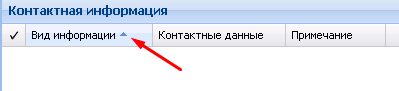 Контактная информация
Вид информации Контактные данные Примечание